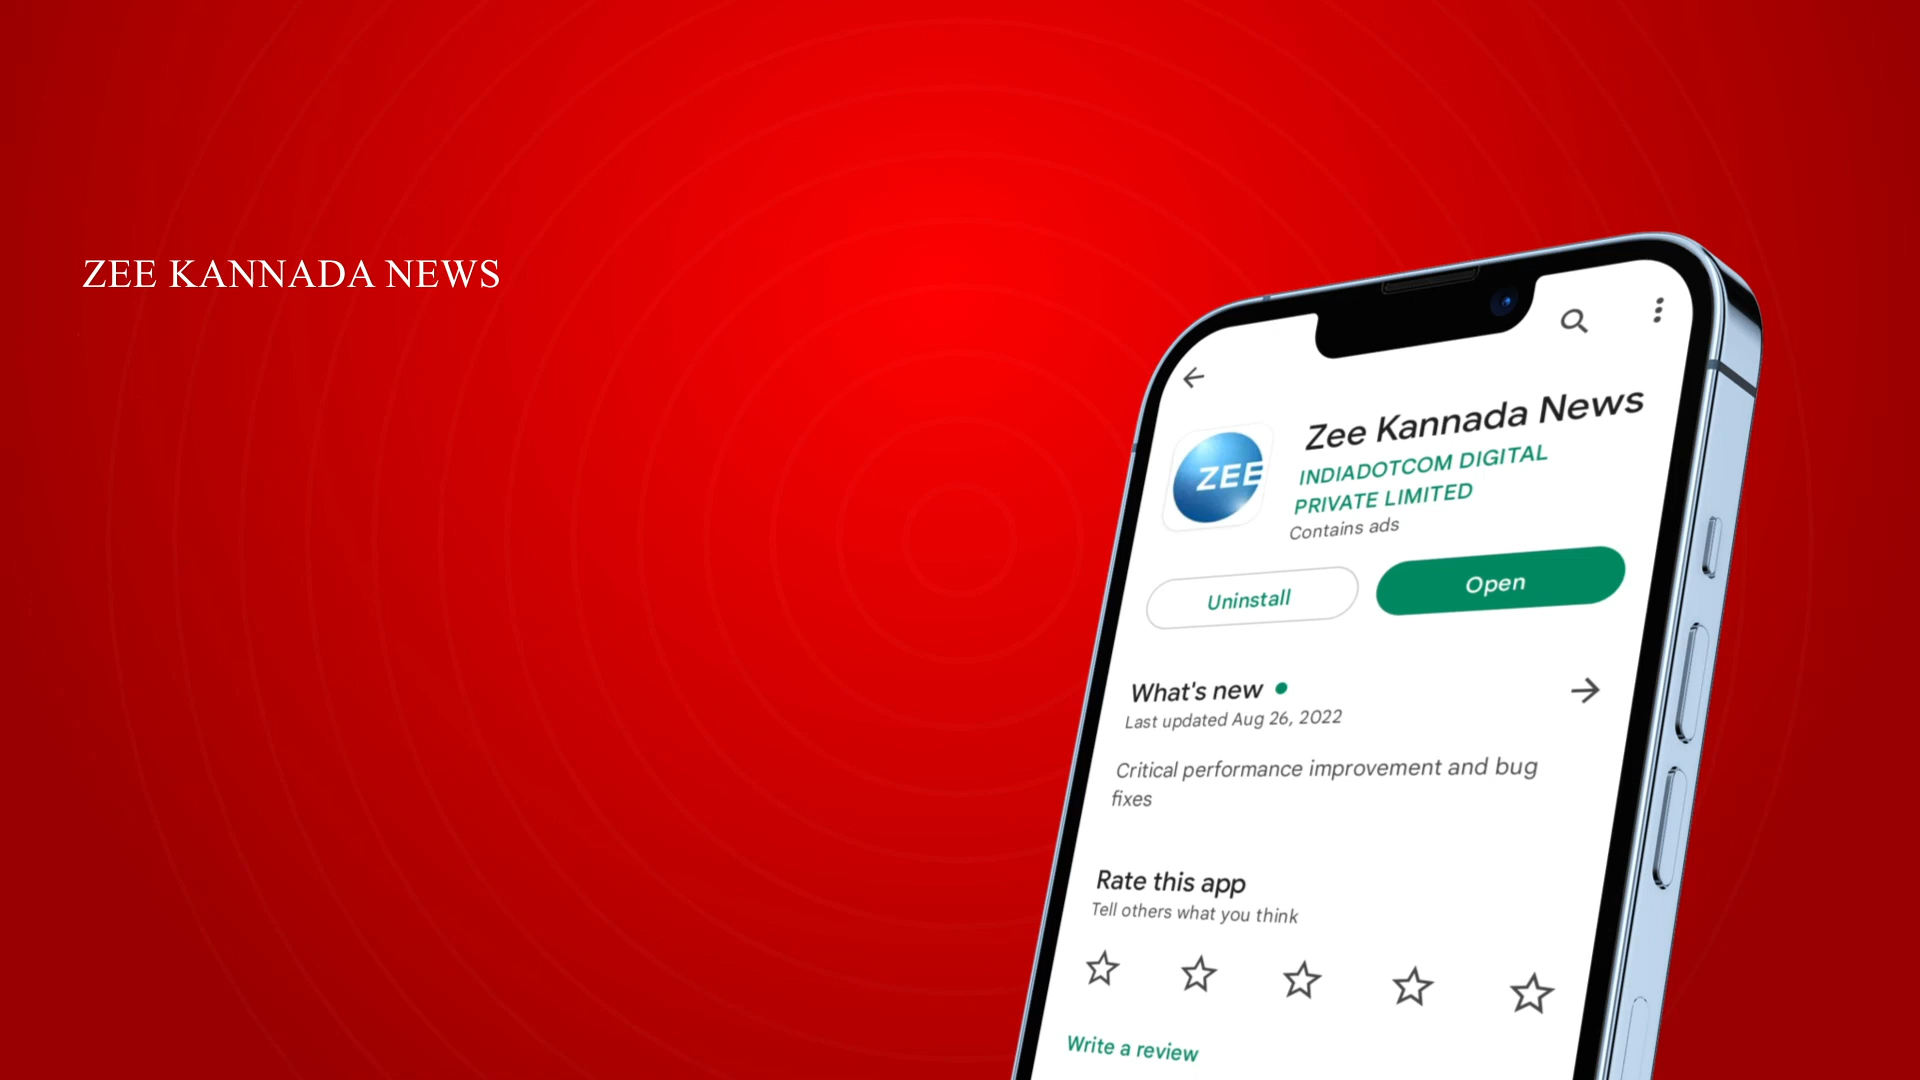 ZEE KANNADA NEWS
ZEE
Zee Kannada News
INDIADOTCOM DIGITAL
PRIVATE LIMITED
Contains ads
Uninstall
Open
What's new
Last updated Aug 26, 2022
Critical performance improvement and bug
fixes
Rate this app
Tell others what you think
Write a review